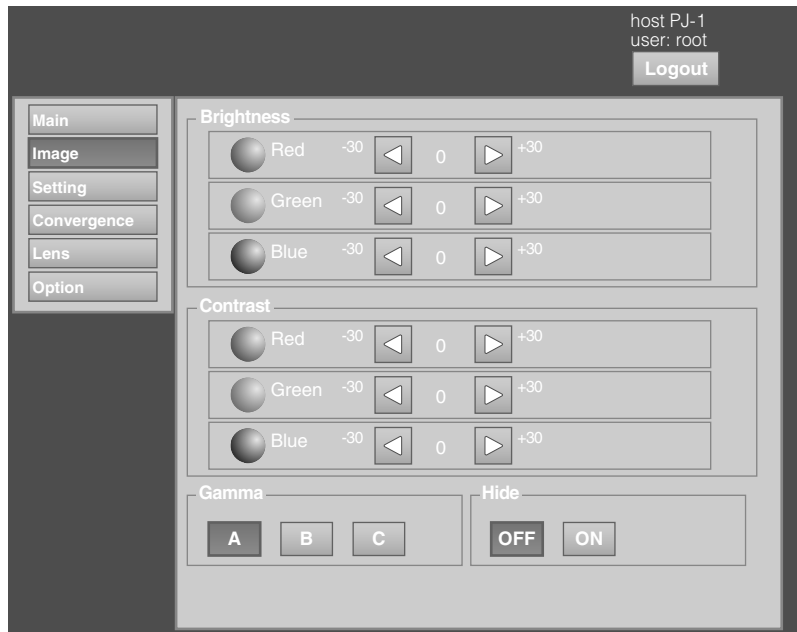 host PJ-1
user: root
Logout
Main
Image
Setting
Convergence
Lens
Option
Brightness
Red -30 0 +30
Green -30 0 +30
Blue -30 0 +30
Contrast
Red -30 0 +30
Green -30 0 +30
Blue -30 0 +30
Gamma
A B C
Hide
OFF ON